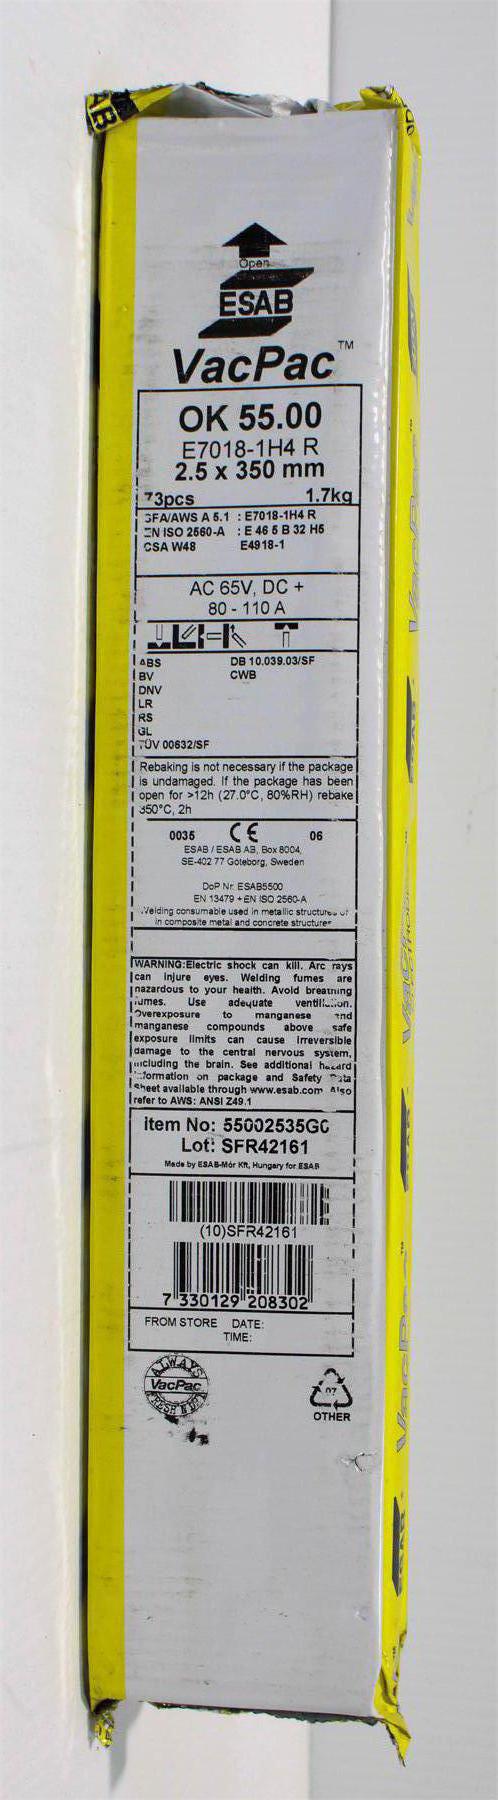 AB
Open
ESAB
VacPac™
OK 55.00
E7018-1H4 R
2.5 x 350 mm
73pcs 1.7kg
SFA/AWS A 5.1 : E7018-1H4 R
EN ISO 2560-A : E 46 5 B 32 H5
CSA W48 E4918-1
AC 65V, DC +
80 - 110 A
ABS DB 10.039.03/SF
BV CWB
DNV
LR
RS
GL
TÜV 00632/SF
Rebaking is not necessary if the package
is undamaged. If the package has been
open for >12h (27.0°C, 80%RH) rebake
350°C, 2h
0035 CE 06
ESAB / ESAB AB, Box 8004,
SE-402 77 Goteborg, Sweden
DoP Nr. ESAB5500
EN 13479 + EN ISO 2560-A
Welding consumable used in metallic structures or
in composite metal and concrete structures
WARNING:Electric shock can kill. Arc rays
can injure eyes. Welding fumes are
hazardous to your health. Avoid breathing
fumes. Use adequate ventilation.
Overexposure to manganese and
manganese compounds above safe
exposure limits can cause irreversible
damage to the central nervous system,
including the brain. See additional hazard
information on package and Safety Data
Sheet available through www.esab.com Also
refer to AWS: ANSI Z49.1
Item No: 55002535G0
Lot: SFR42161
Made by ESAB-Mór Kft, Hungary for ESAB
(10)SFR42161
7 330129 208302
FROM STORE DATE:
TIME:
ALWAYS
VacPac
FRESH N DRY
07
OTHER